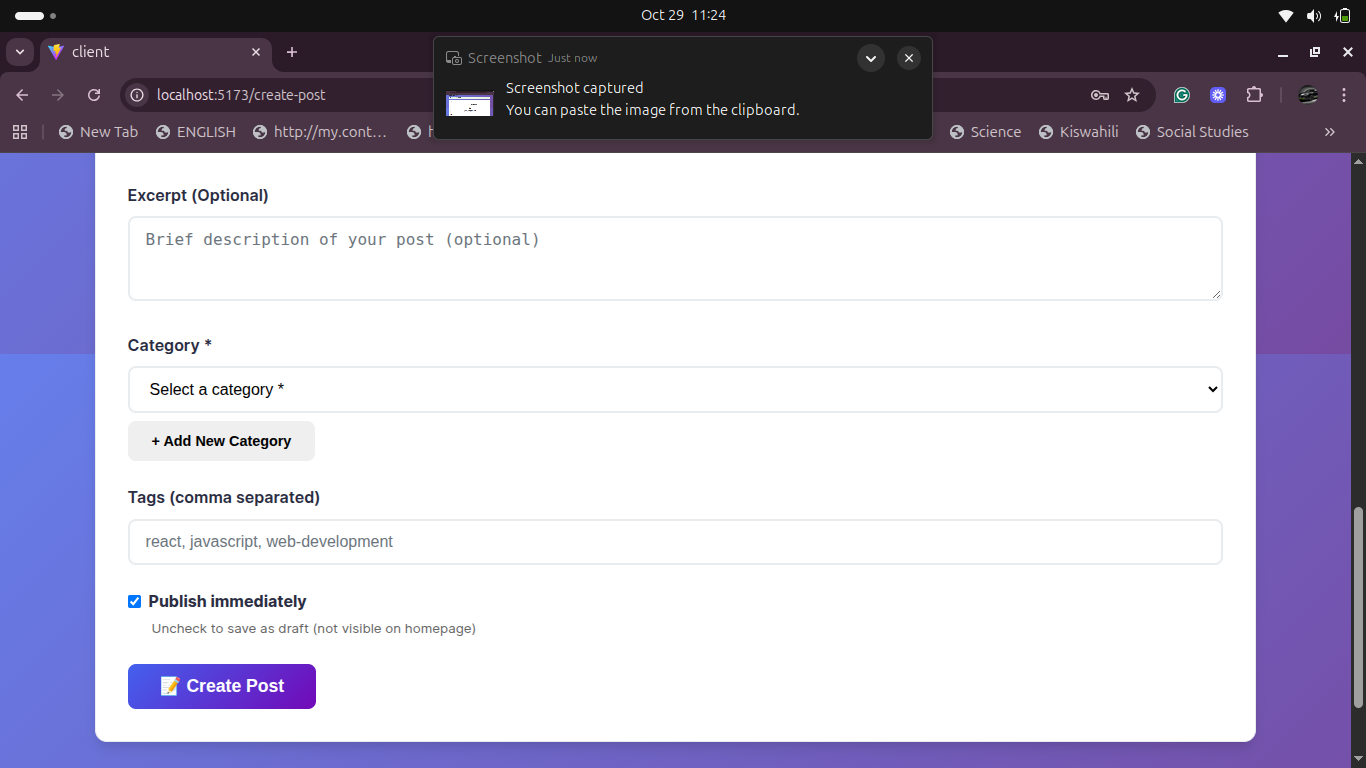 Oct 29 11:24
client
Screenshot Just now
Screenshot captured
You can paste the image from the clipboard.
localhost:5173/create-post
New Tab
ENGLISH
http://my.cont...
Science
Kiswahili
Social Studies
Excerpt (Optional)
Brief description of your post (optional)
Category *
Select a category *
+ Add New Category
Tags (comma separated)
react, javascript, web-development
Publish immediately
Uncheck to save as draft (not visible on homepage)
📝 Create Post